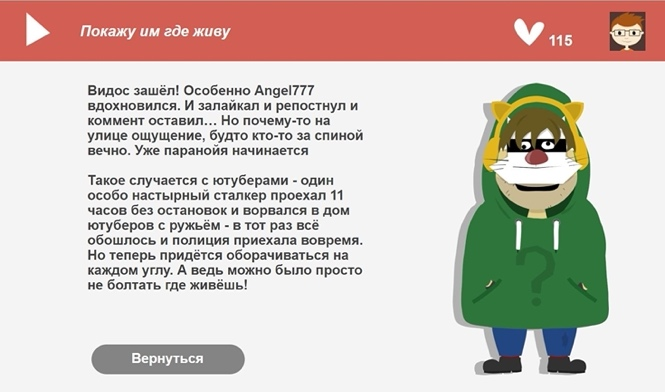 Покажу им где живу
115
Видос зашёл! Особенно Angel777
вдохновился. И залайкал и репостнул и
коммент оставил... Но почему-то на
улице ощущение, будто кто-то за спиной
вечно. Уже паранойя начинается
Такое случается с ютуберами - один
особо настырный сталкер проехал 11
часов без остановок и ворвался в дом
ютуберов с ружьём - в тот раз всё
обошлось и полиция приехала вовремя.
Но теперь придётся оборачиваться на
каждом углу. А ведь можно было просто
не болтать где живёшь!
?
Вернуться